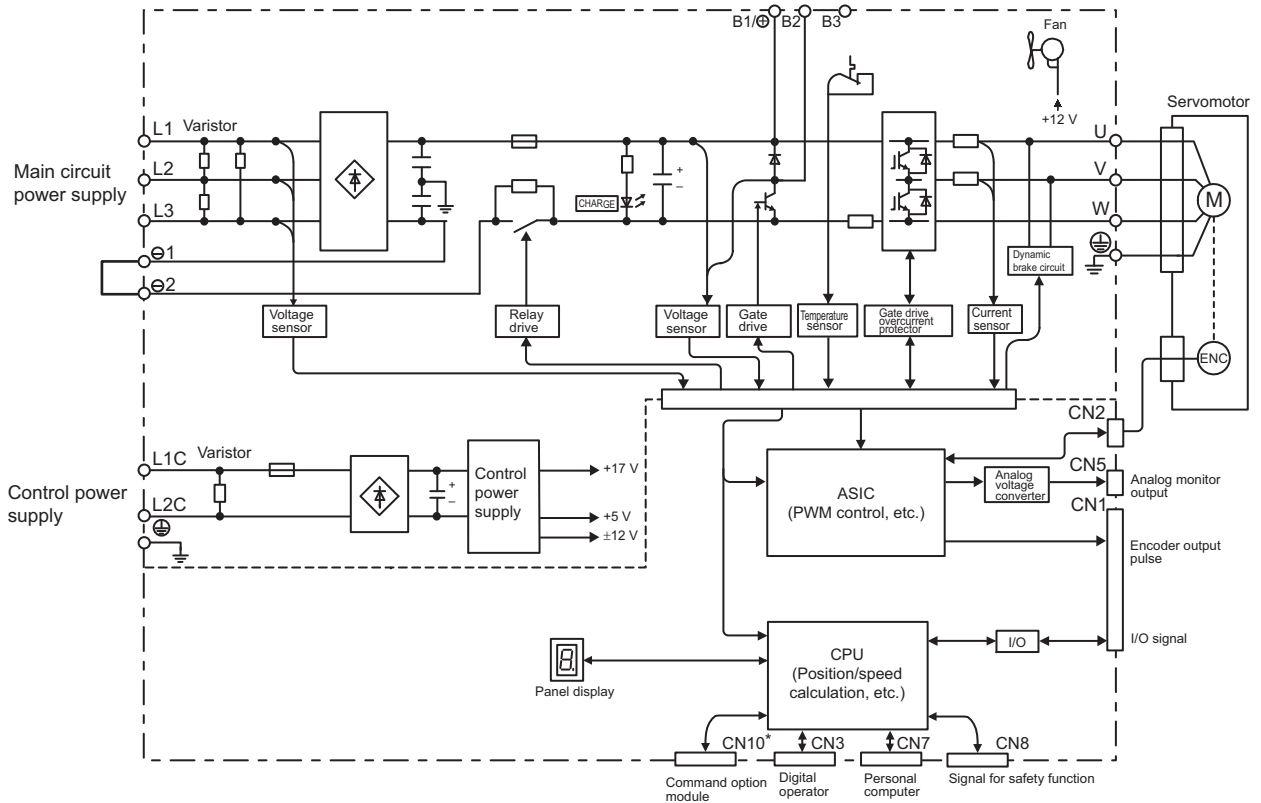 B1/⊕ B2 B3
Fan
+12 V
Servomotor
Main circuit
power supply
L1
Varistor
L2
L3
⊖1
⊖2
CHARGE
+
–
U
V
W
M
ENC
Dynamic
brake circuit
Voltage
sensor
Relay
drive
Voltage
sensor
Gate
drive
Temperature
sensor
Gate drive
overcurrent
protector
Current
sensor
Control power
supply
L1C
Varistor
L2C
+
–
Control
power
supply
+17 V
+5 V
±12 V
ASIC
(PWM control, etc.)
Analog
voltage
converter
CN2
CN5
Analog monitor
output
CN1
Encoder output
pulse
I/O
I/O signal
CPU
(Position/speed
calculation, etc.)
8.
Panel display
CN10*
CN3
CN7
CN8
Command option
module
Digital
operator
Personal
computer
Signal for safety function